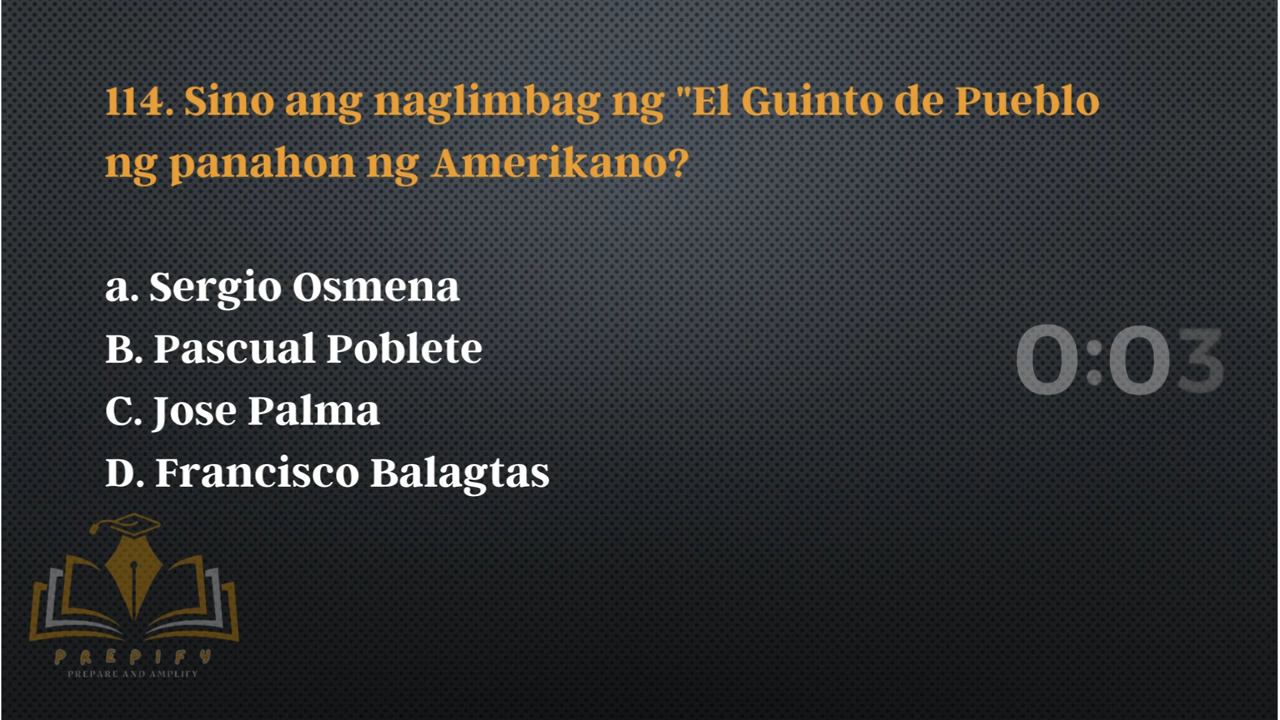 114. Sino ang naglimbag ng "El Guinto de Pueblo
ng panahon ng Amerikano?
a. Sergio Osmena
B. Pascual Poblete
C. Jose Palma
D. Francisco Balagtas
0:03
PREPIFY
PREPARE AND AMPLIFY